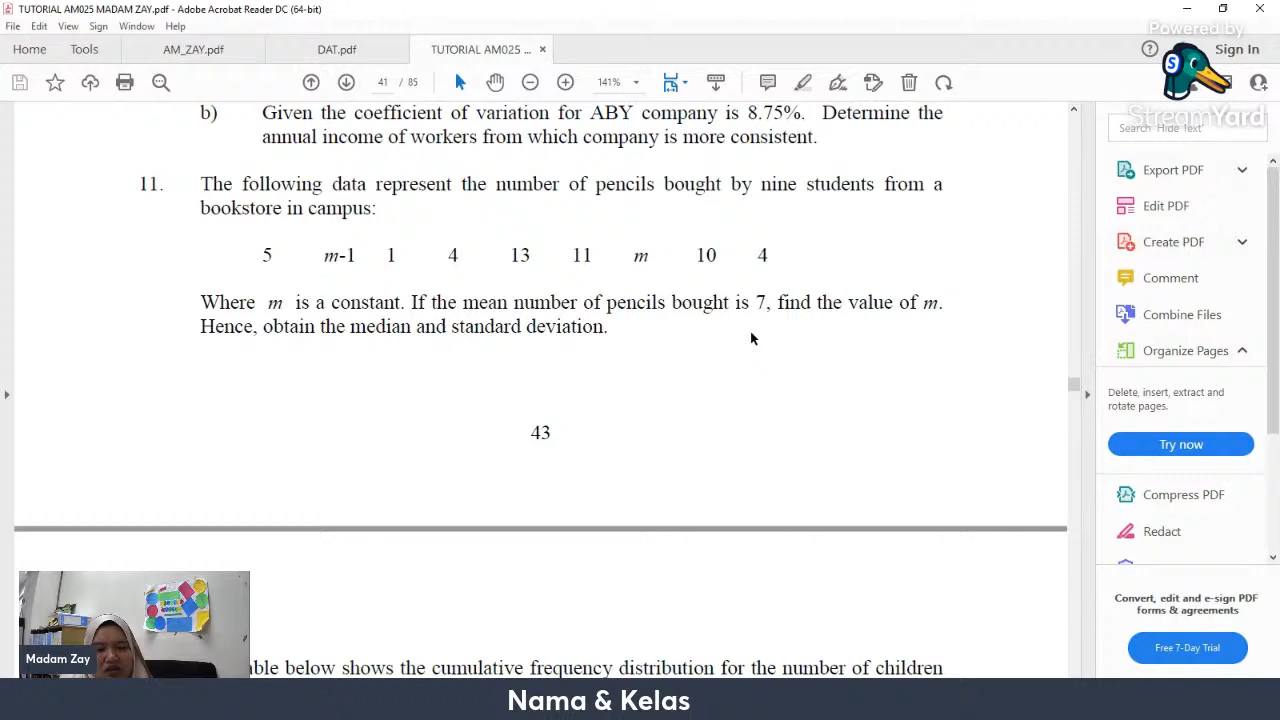 TUTORIAL AM025 MADAM ZAY.pdf - Adobe Acrobat Reader DC (64-bit)
File Edit View Sign Window Help
Powered by
Home Tools AM_ZAY.pdf DAT.pdf TUTORIAL AM025 ... × Sign In
41 / 85 141%
StreamYard
Search 'Hide Text'
b) Given the coefficient of variation for ABY company is 8.75%. Determine the
annual income of workers from which company is more consistent.
11. The following data represent the number of pencils bought by nine students from a
bookstore in campus:
5 m-1 1 4 13 11 m 10 4
Where m is a constant. If the mean number of pencils bought is 7, find the value of m.
Hence, obtain the median and standard deviation.
43
able below shows the cumulative frequency distribution for the number of children
Export PDF
Edit PDF
Create PDF
Comment
Combine Files
Organize Pages
Delete, insert, extract and
rotate pages.
Try now
Compress PDF
Redact
Convert, edit and e-sign PDF
forms & agreements
Free 7-Day Trial
Madam Zay
Nama & Kelas